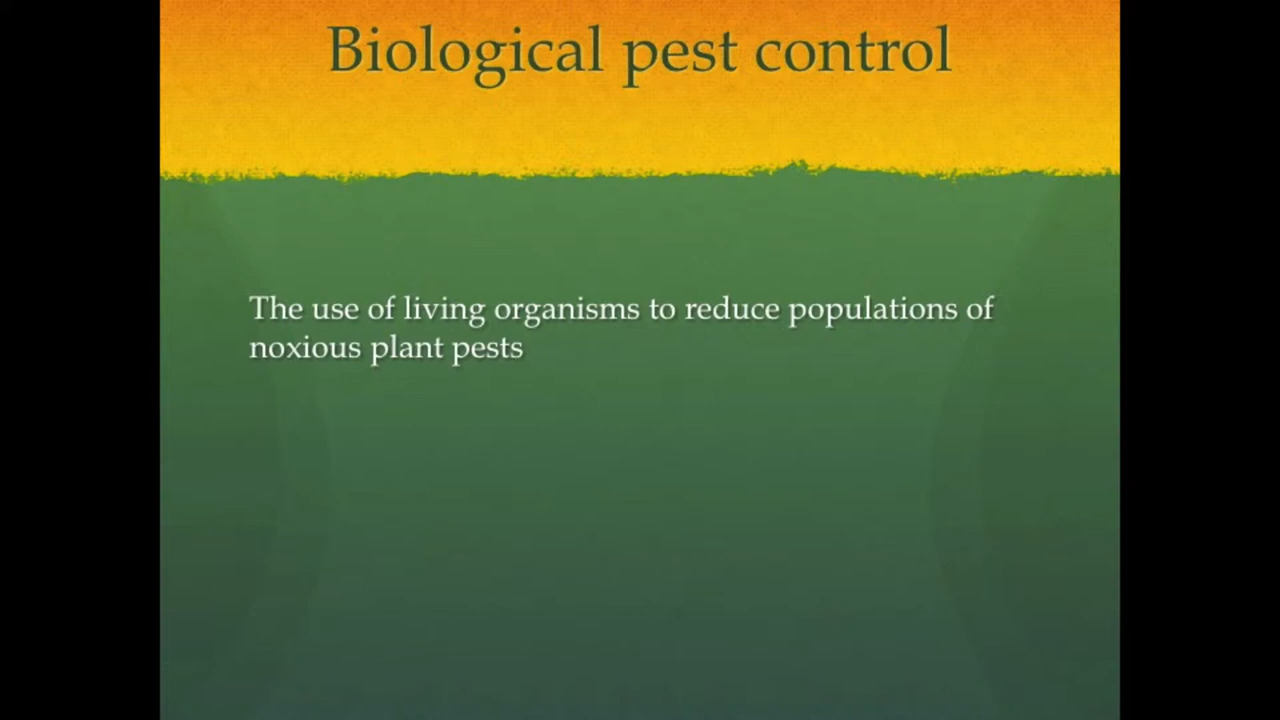 Biological pest control
The use of living organisms to reduce populations of
noxious plant pests